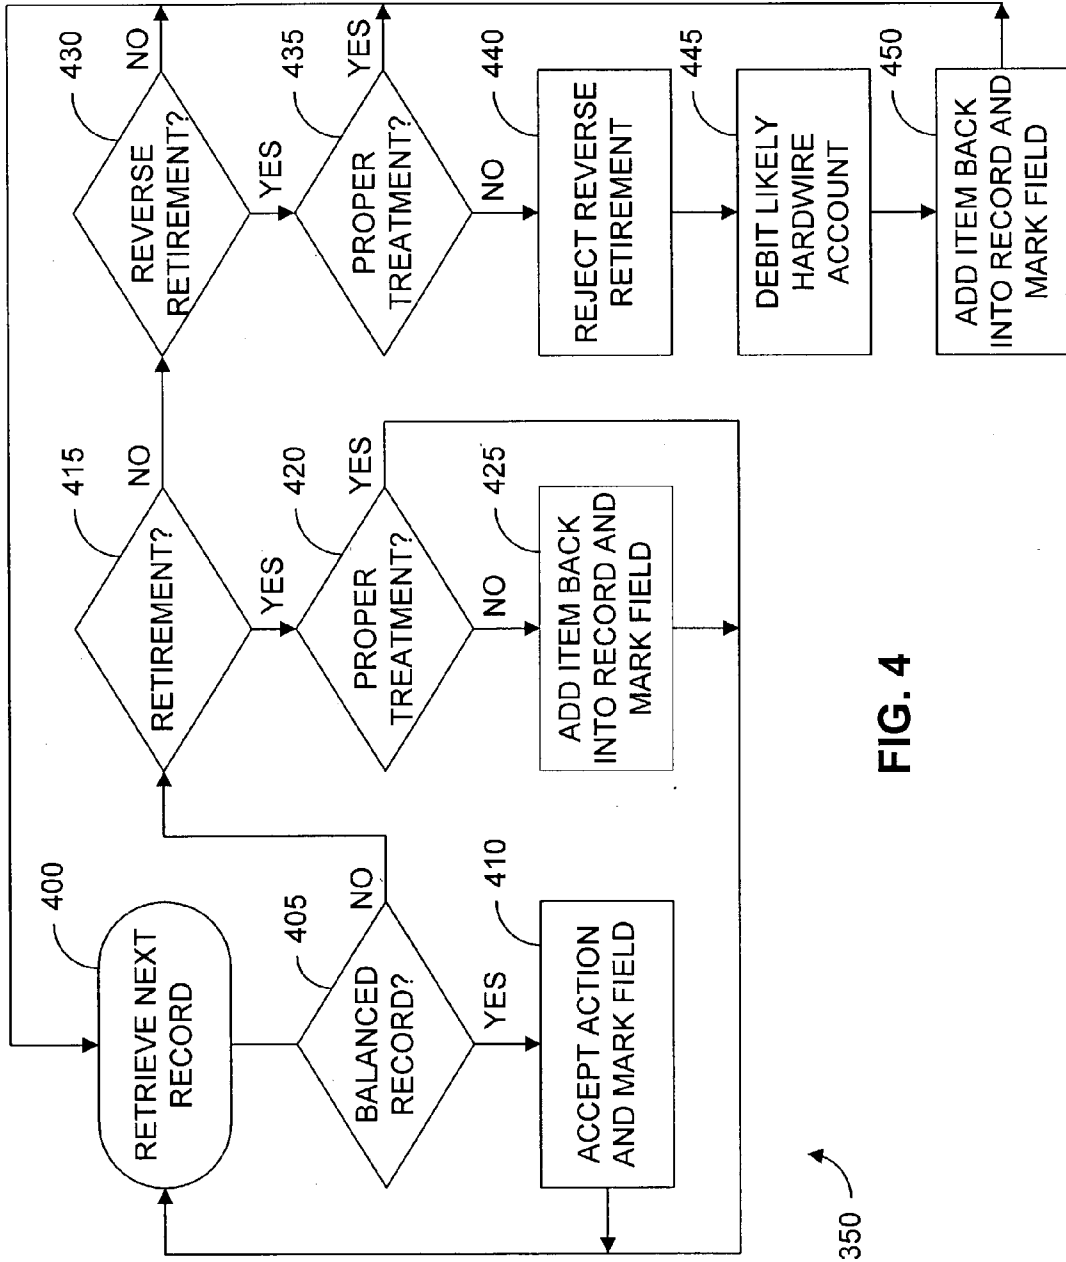 400
RETRIEVE NEXT
RECORD
405
BALANCED
RECORD?
NO
YES
410
ACCEPT ACTION
AND MARK FIELD
415
RETIREMENT?
NO
YES
420
PROPER
TREATMENT?
YES
NO
425
ADD ITEM BACK
INTO RECORD AND
MARK FIELD
430
REVERSE
RETIREMENT?
NO
YES
435
PROPER
TREATMENT?
YES
NO
440
REJECT REVERSE
RETIREMENT
445
DEBIT LIKELY
HARDWIRE
ACCOUNT
450
ADD ITEM BACK
INTO RECORD AND
MARK FIELD
350
FIG. 4